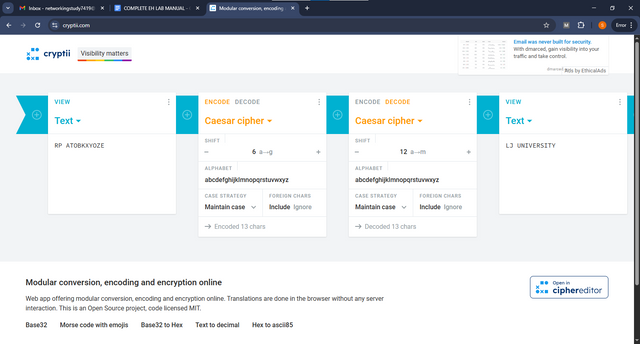 Inbox - networkingstudy7419@
COMPLETE EH LAB MANUAL -
Modular conversion, encoding
cryptii.com
Error
cryptii
Visibility matters
Email was never built for security.
With dmarced, gain visibility into your
traffic and take control.
Ads by EthicalAds
VIEW
Text
RP ATOBKAYOZE
ENCODE DECODE
Caesar cipher
SHIFT
− 6 a→g +
ALPHABET
abcdefghijklmnopqrstuvwxyz
CASE STRATEGY
Maintain case
FOREIGN CHARS
Include Ignore
→ Encoded 13 chars
ENCODE DECODE
Caesar cipher
SHIFT
− 12 a→m +
ALPHABET
abcdefghijklmnopqrstuvwxyz
CASE STRATEGY
Maintain case
FOREIGN CHARS
Include Ignore
→ Decoded 13 chars
VIEW
Text
LJ UNIVERSITY
Modular conversion, encoding and encryption online
Web app offering modular conversion, encoding and encryption online. Translations are done in the browser without any server
interaction. This is an Open Source project, code licensed MIT.
Base32 Morse code with emojis Base32 to Hex Text to decimal Hex to ascii85
Open in
ciphereditor